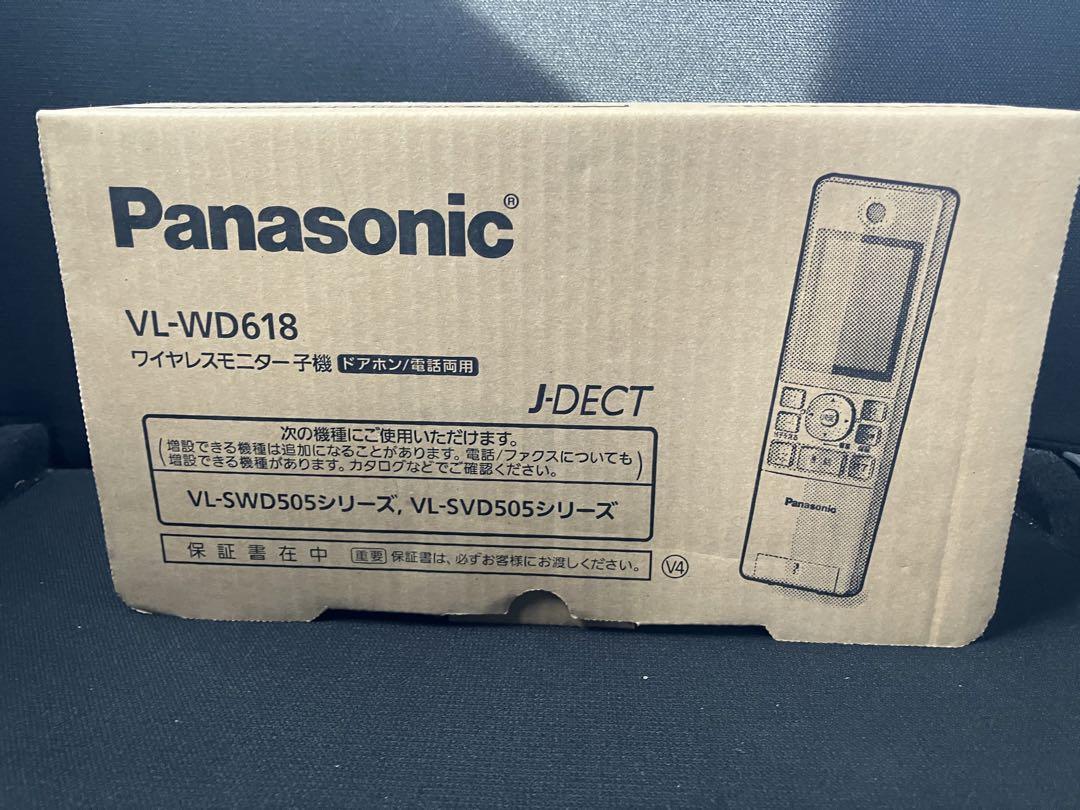 Panasonic®
VL-WD618
ワイヤレスモニター子機 ドアホン/電話両用
J-DECT
次の機種にご使用いただけます。
(増設できる機種は追加になることがあります。電話/ファクスについても
増設できる機種があります。カタログなどでご確認ください。)
VL-SWD505シリーズ, VL-SVD505シリーズ
保証書在中 重要 保証書は、必ずお客様にお渡しください。
V4
Panasonic